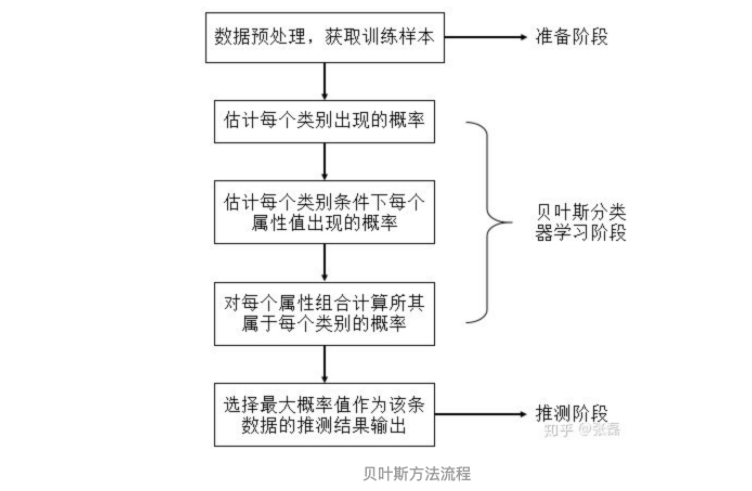 数据预处理，获取训练样本
准备阶段
估计每个类别出现的概率
估计每个类别条件下每个
属性值出现的概率
贝叶斯分类
器学习阶段
对每个属性组合计算所其
属于每个类别的概率
选择最大概率值作为该条
数据的推测结果输出
推测阶段
知乎 @张磊
贝叶斯方法流程